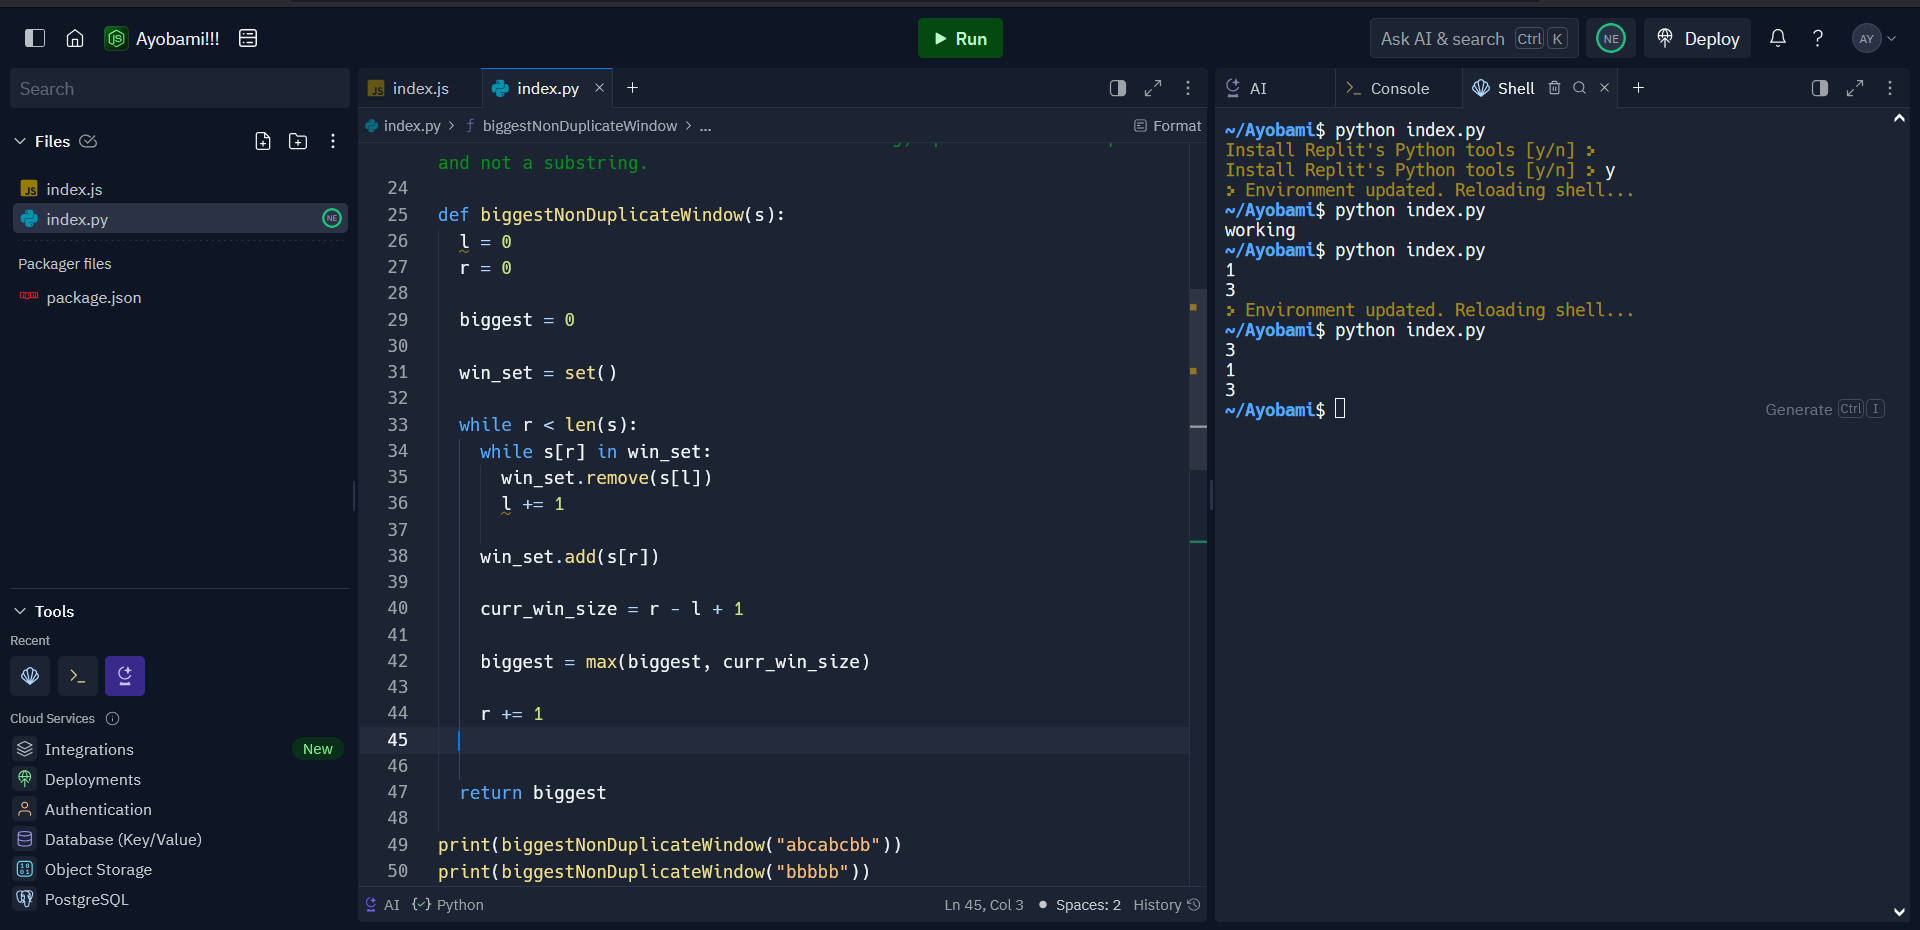 Ayobami!!!
Run
Ask AI & search Ctrl K
NE
Deploy
?
AY
Search
Files
JS index.js
index.py NE
Packager files
npm package.json
Tools
Recent
Cloud Services
Integrations New
Deployments
Authentication
Database (Key/Value)
Object Storage
PostgreSQL
JS index.js
index.py × +
index.py > ƒ biggestNonDuplicateWindow > ...
Format
and not a substring.
24
25 def biggestNonDuplicateWindow(s):
26 l = 0
27 r = 0
28
29 biggest = 0
30
31 win_set = set()
32
33 while r < len(s):
34 while s[r] in win_set:
35 win_set.remove(s[l])
36 l += 1
37
38 win_set.add(s[r])
39
40 curr_win_size = r - l + 1
41
42 biggest = max(biggest, curr_win_size)
43
44 r += 1
45
46
47 return biggest
48
49 print(biggestNonDuplicateWindow("abcabcbb"))
50 print(biggestNonDuplicateWindow("bbbbb"))
AI Python
Ln 45, Col 3 • Spaces: 2 History
AI
Console
Shell × +
~/Ayobami$ python index.py
Install Replit's Python tools [y/n] >
Install Replit's Python tools [y/n] > y
> Environment updated. Reloading shell...
~/Ayobami$ python index.py
working
~/Ayobami$ python index.py
1
3
> Environment updated. Reloading shell...
~/Ayobami$ python index.py
3
1
3
~/Ayobami$
Generate Ctrl I